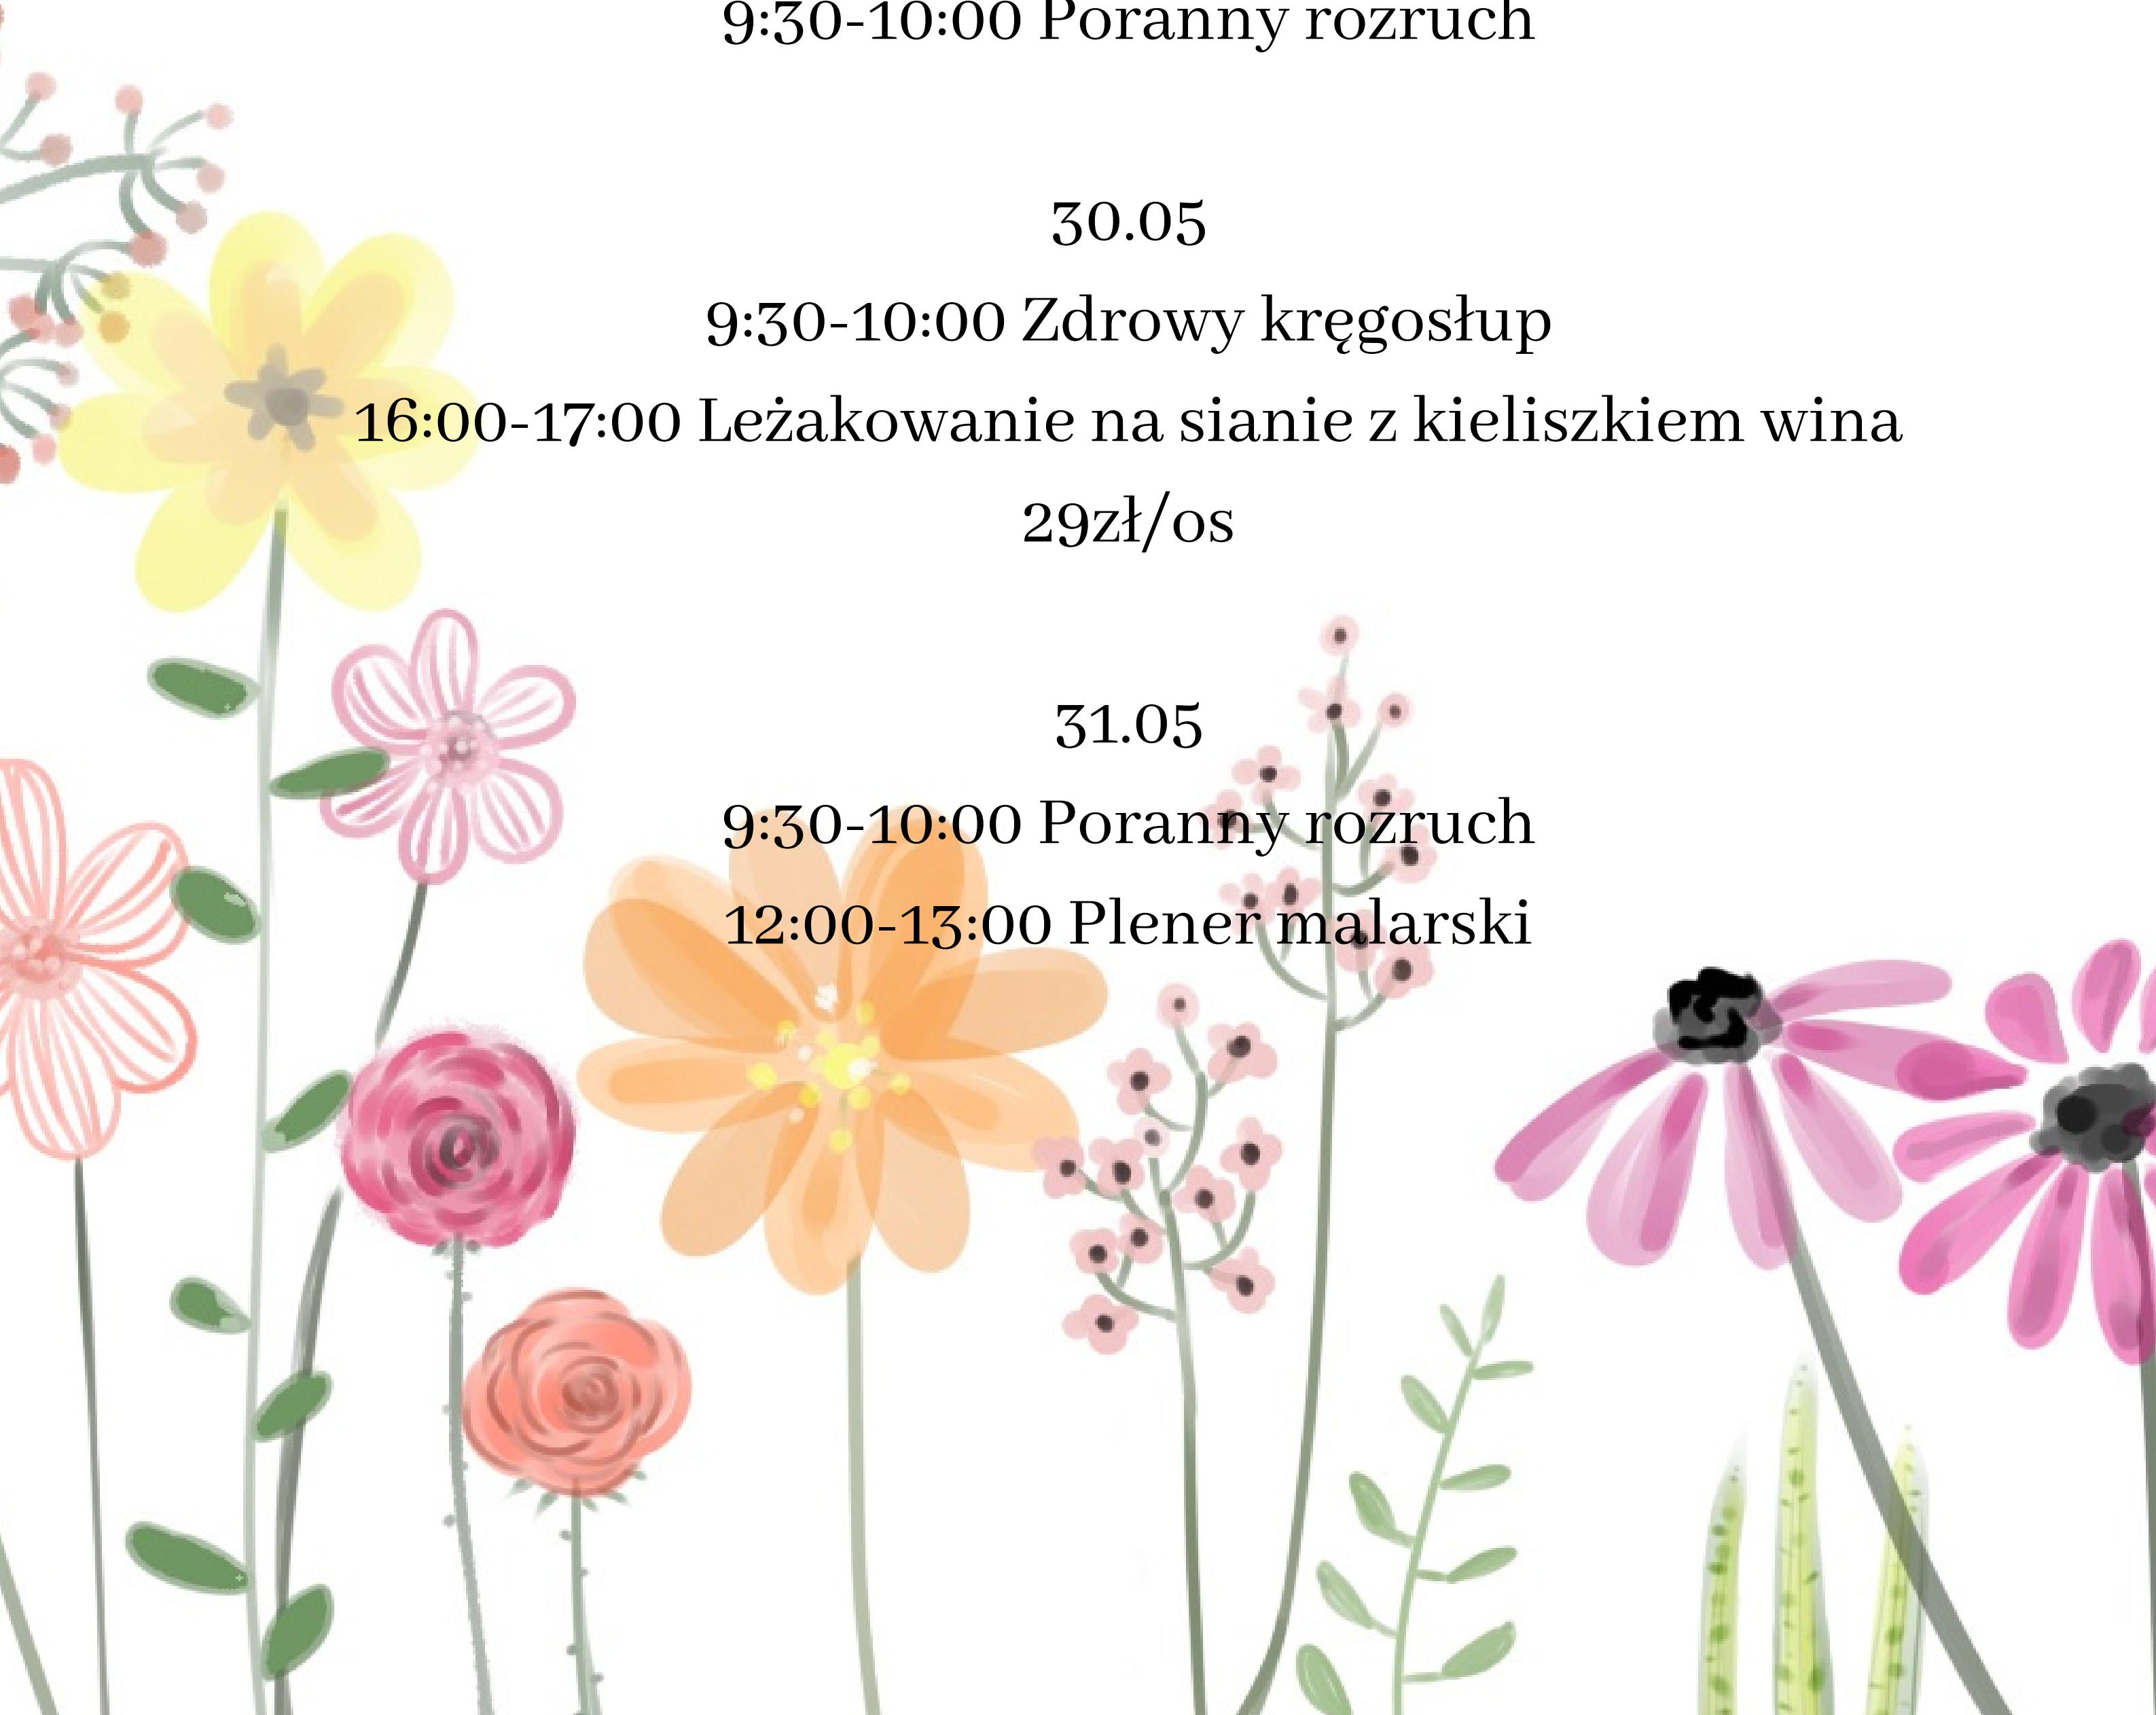 9:30-10:00 Poranny rozruch
30.05
9:30-10:00 Zdrowy kręgosłup
16:00-17:00 Leżakowanie na sianie z kieliszkiem wina
29zł/os
31.05
9:30-10:00 Poranny rozruch
12:00-13:00 Plener malarski